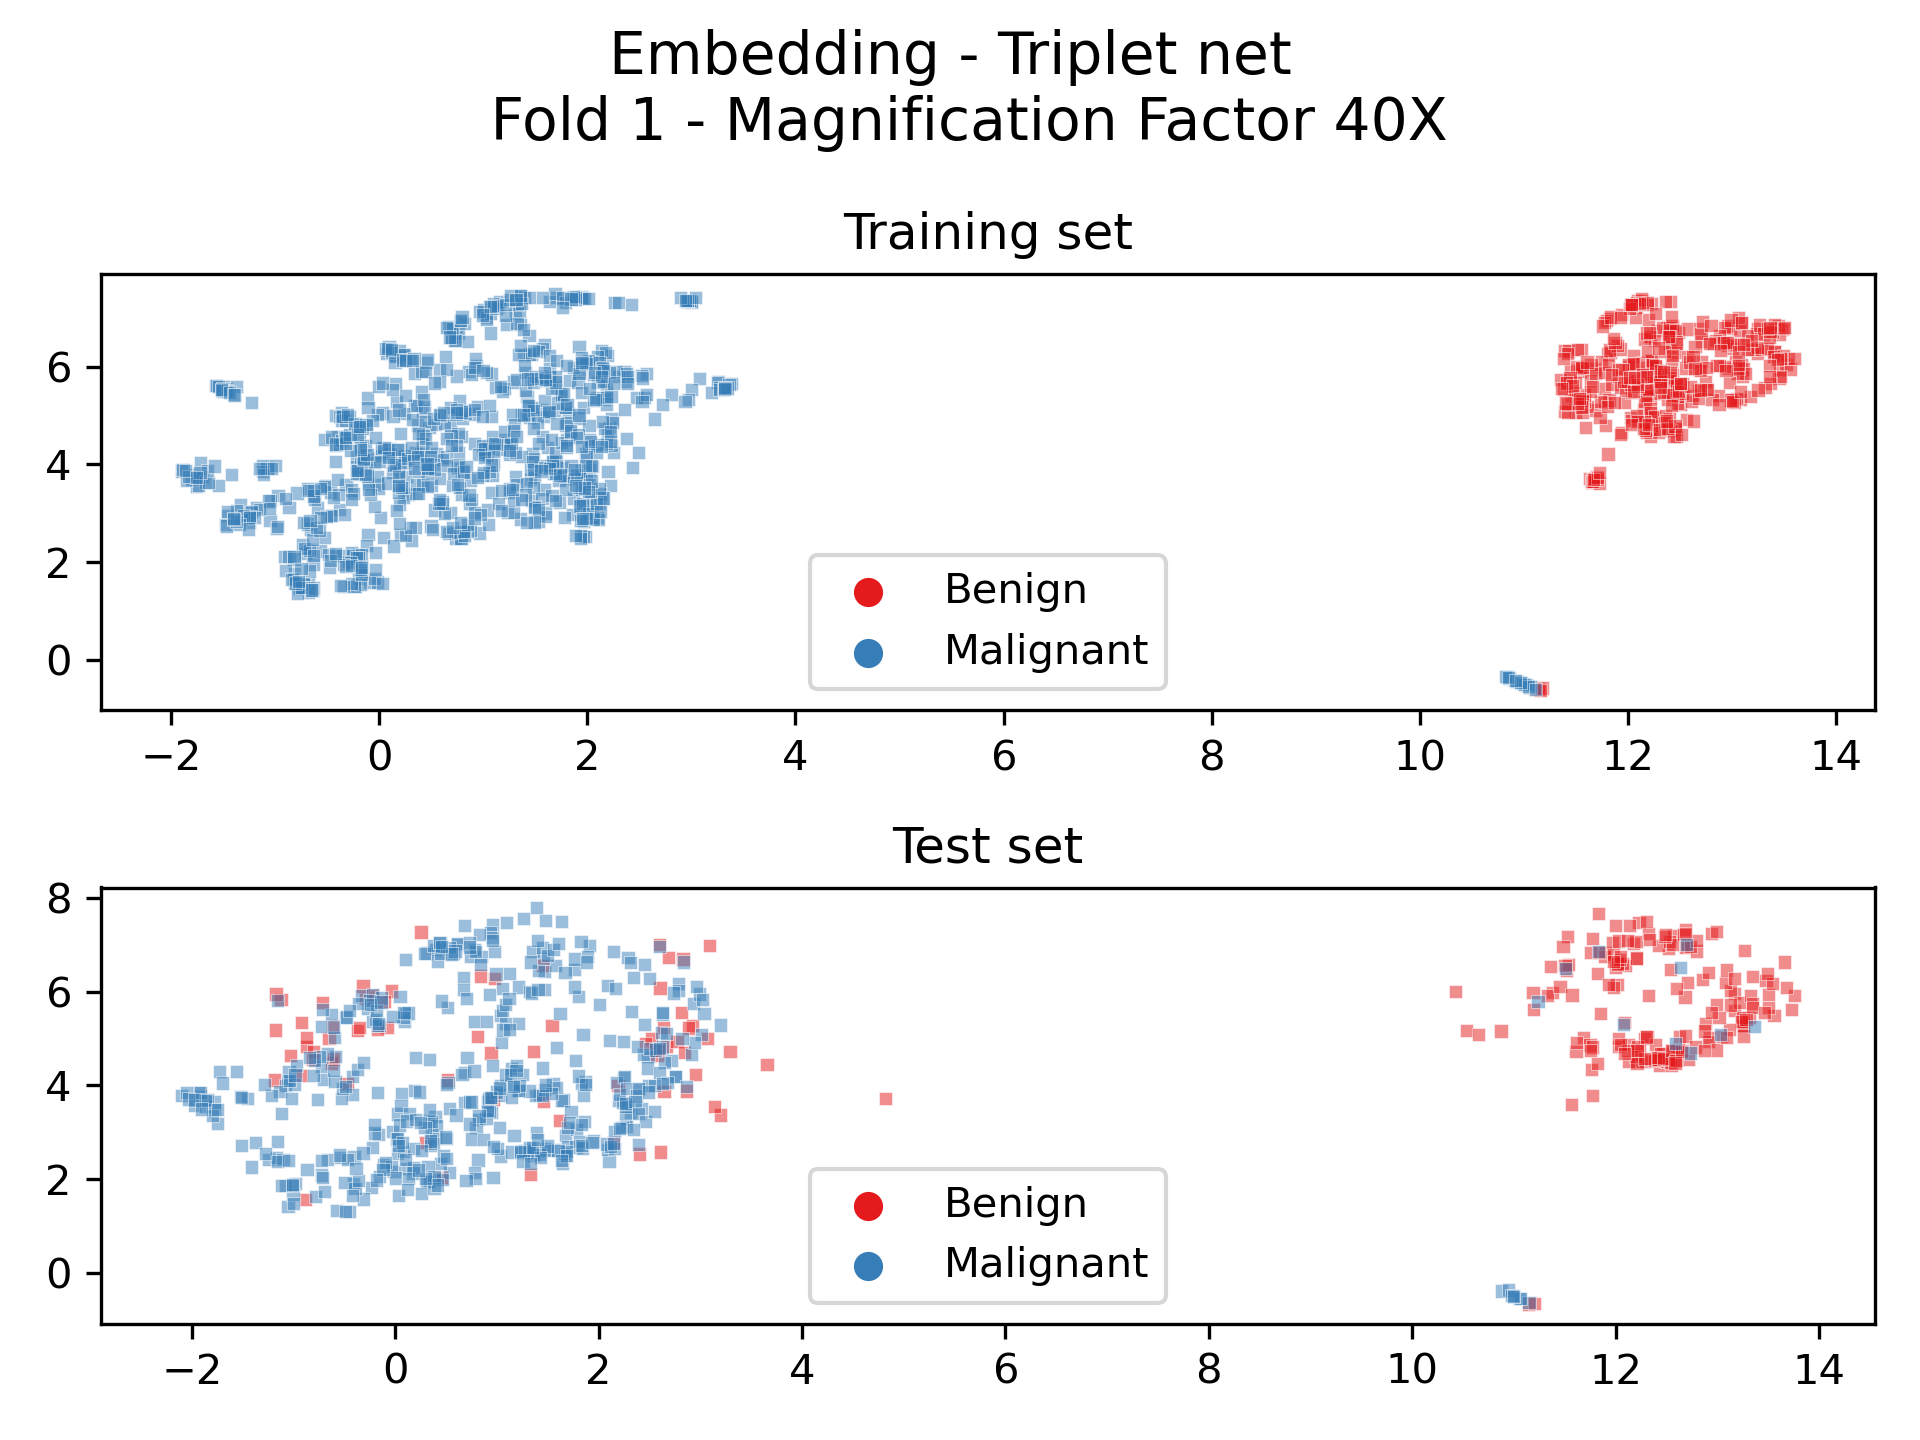 Embedding - Triplet net
Fold 1 - Magnification Factor 40X
Training set
6
4
2
0
Benign
Malignant
−2 0 2 4 6 8 10 12 14
Test set
8
6
4
2
0
Benign
Malignant
−2 0 2 4 6 8 10 12 14